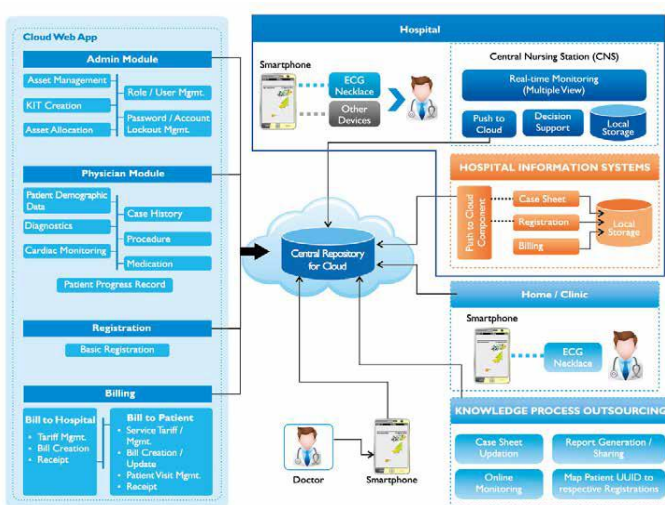 Cloud Web App
Admin Module
Asset Management
Role / User Mgmt.
KIT Creation
Password / Account
Lockout Mgmt.
Asset Allocation
Physician Module
Patient Demographic
Data
Case History
Diagnostics
Procedure
Cardiac Monitoring
Medication
Patient Progress Record
Registration
Basic Registration
Billing
Bill to Hospital
• Tariff Mgmt.
• Bill Creation
• Receipt
Bill to Patient
• Service Tariff /
Mgmt.
• Bill Creation /
Update
• Patient Visit Mgmt.
• Receipt
Central Repository
for Cloud
Doctor
Smartphone
Hospital
Smartphone
ECG
Necklace
Other
Devices
Central Nursing Station (CNS)
Real-time Monitoring
(Multiple View)
Push to
Cloud
Decision
Support
Local
Storage
HOSPITAL INFORMATION SYSTEMS
Push to Cloud
Component
Case Sheet
Registration
Billing
Local
Storage
Home / Clinic
Smartphone
ECG
Necklace
KNOWLEDGE PROCESS OUTSOURCING
Case Sheet
Updation
Report Generation /
Sharing
Online
Monitoring
Map Patient UUID to
respective Registrations